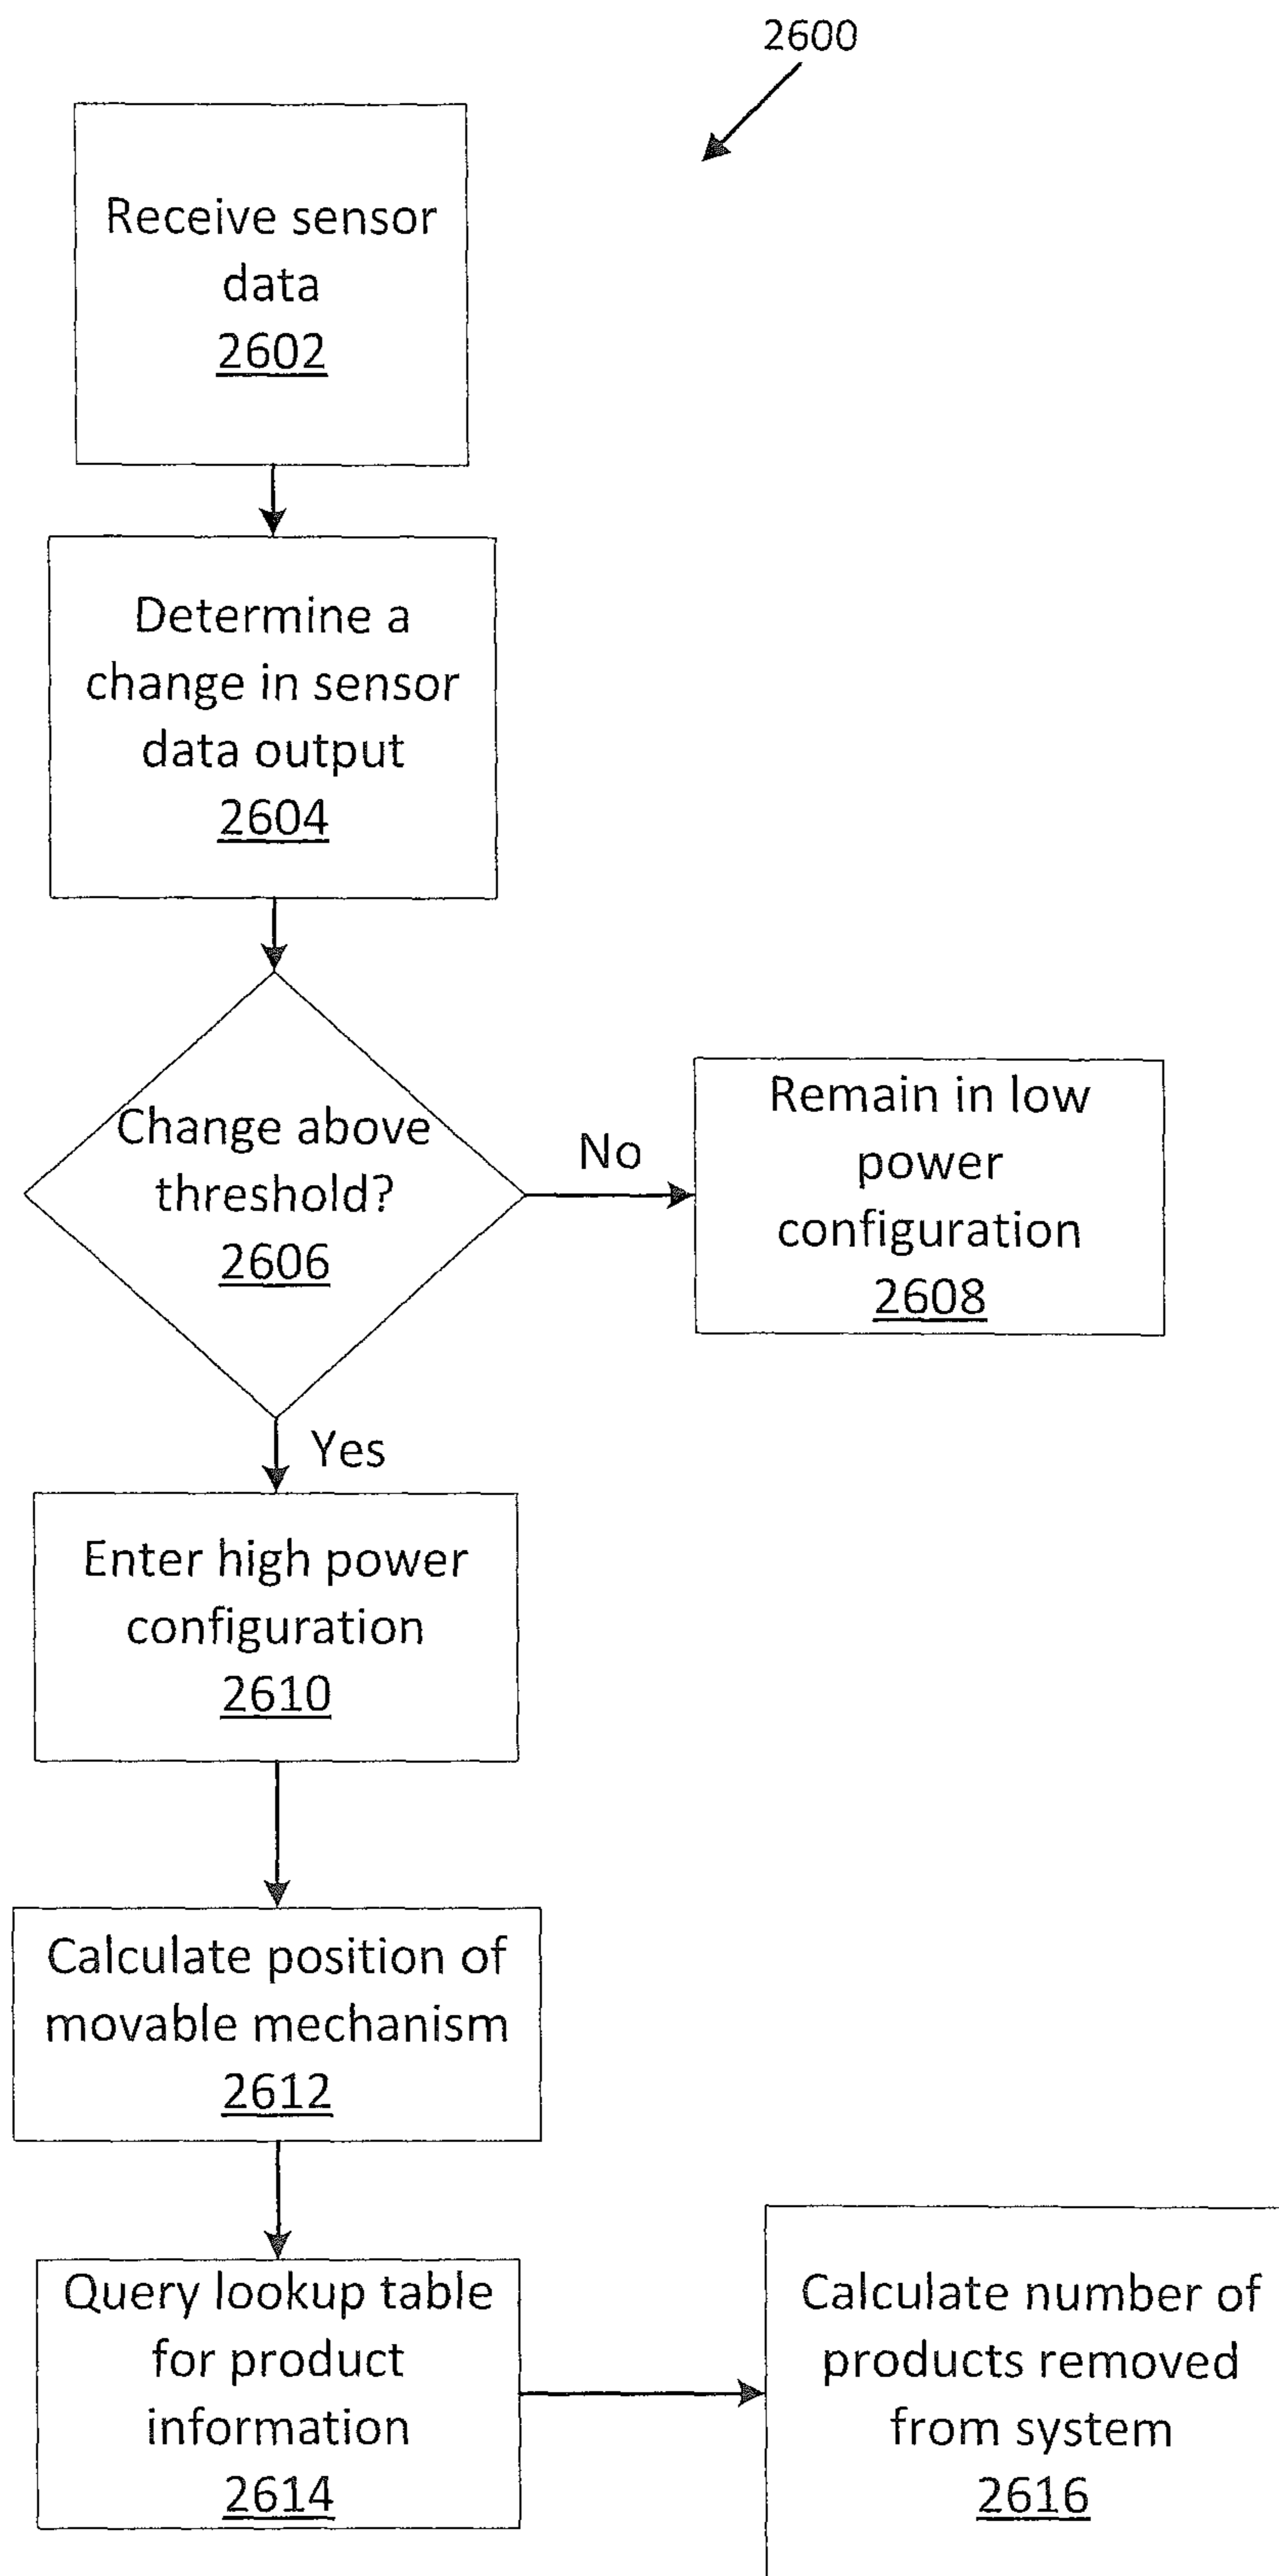 2600
Receive sensor
data
2602
Determine a
change in sensor
data output
2604
Change above
threshold?
2606
No
Remain in low
power
configuration
2608
Yes
Enter high power
configuration
2610
Calculate position of
movable mechanism
2612
Query lookup table
for product
information
2614
Calculate number of
products removed
from system
2616